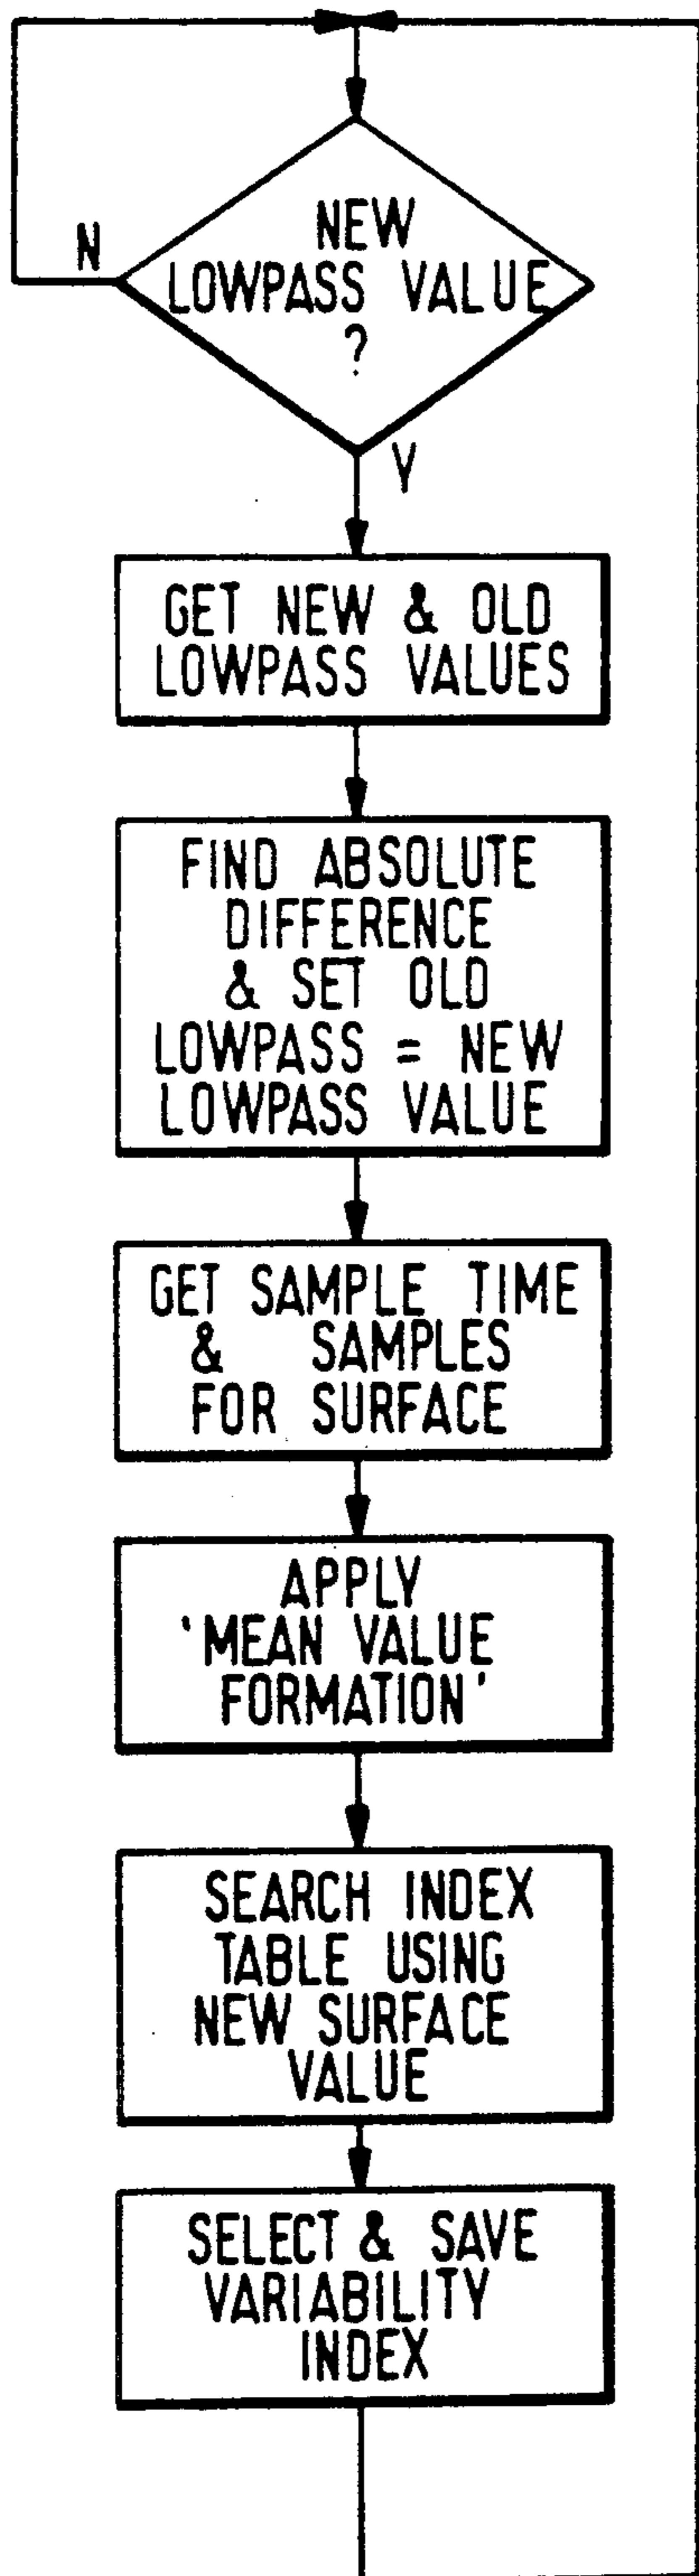 NEW
LOWPASS VALUE
?
N
Y
GET NEW & OLD
LOWPASS VALUES
FIND ABSOLUTE
DIFFERENCE
& SET OLD
LOWPASS = NEW
LOWPASS VALUE
GET SAMPLE TIME
& SAMPLES
FOR SURFACE
APPLY
'MEAN VALUE
FORMATION'
SEARCH INDEX
TABLE USING
NEW SURFACE
VALUE
SELECT & SAVE
VARIABILITY
INDEX